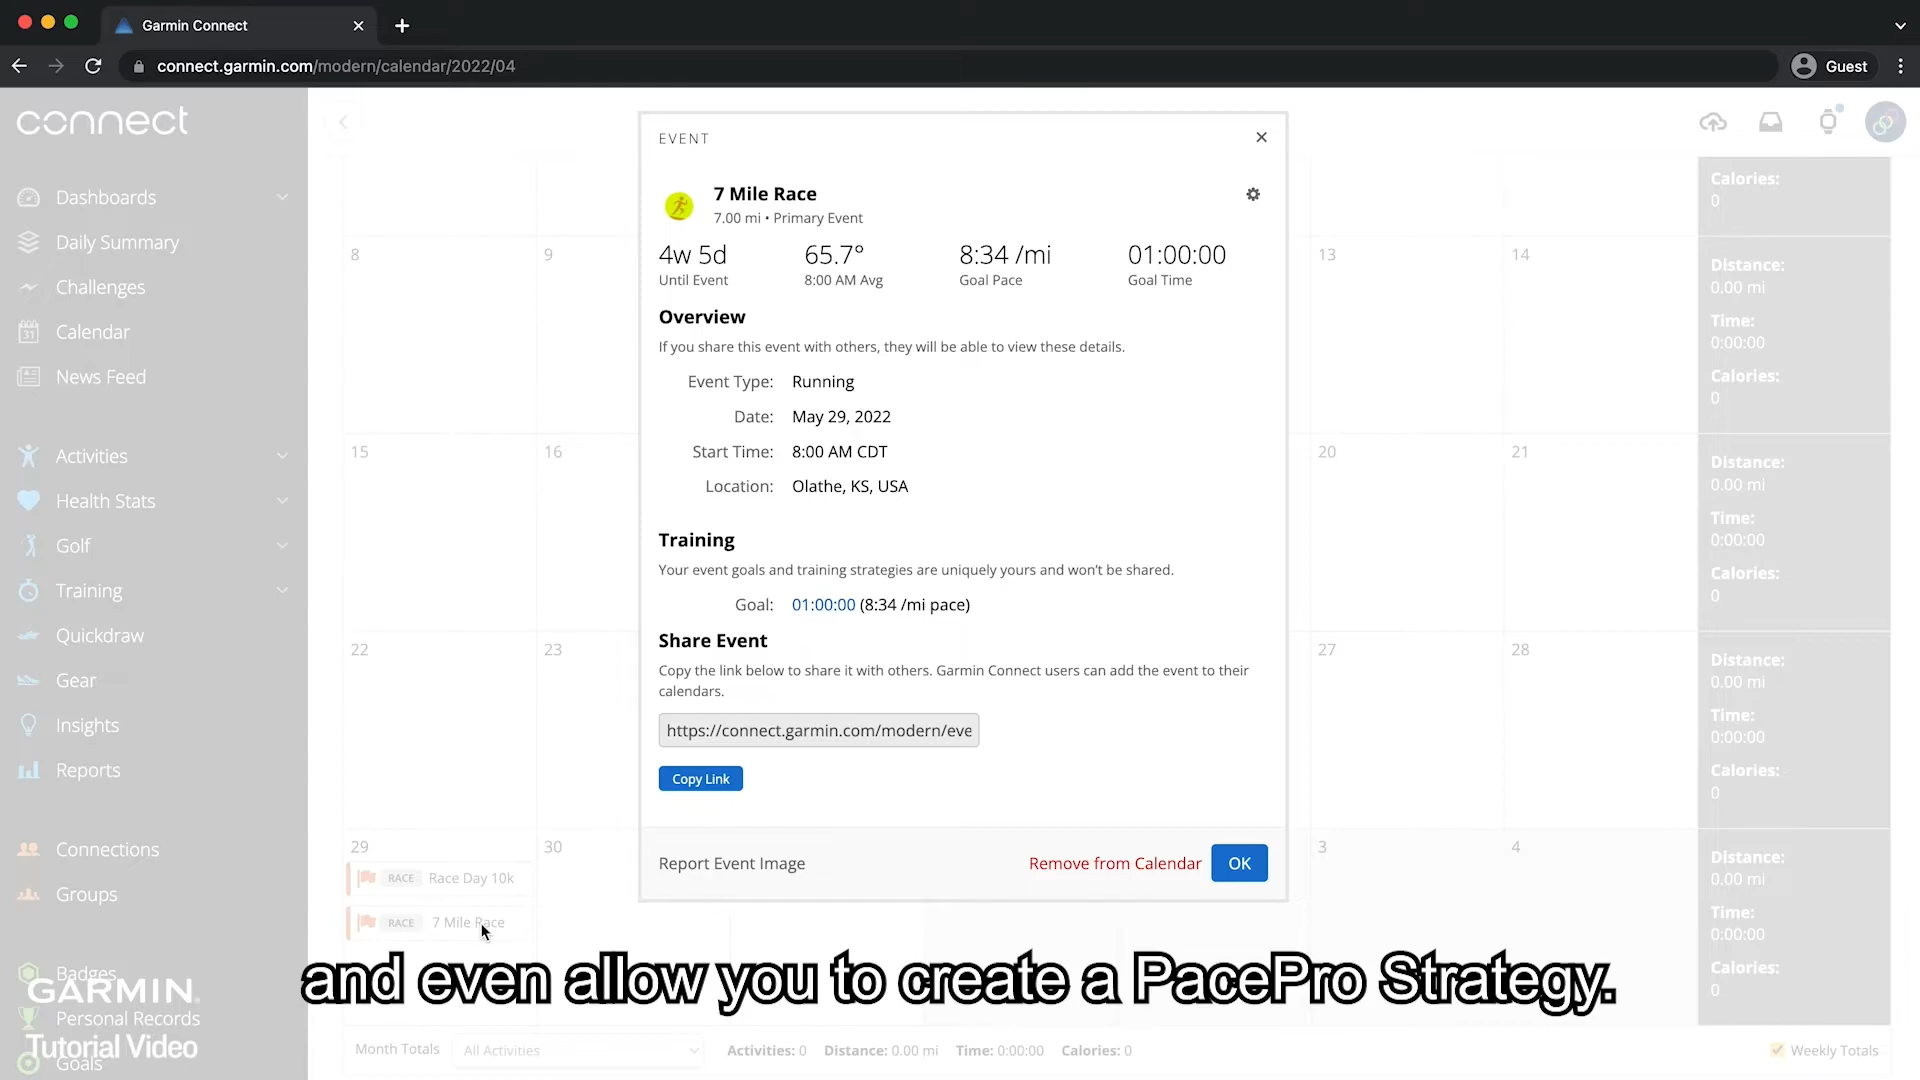 Garmin Connect
connect.garmin.com/modern/calendar/2022/04
Guest
connect
Dashboards
Daily Summary
Challenges
31
Calendar
News Feed
Activities
Health Stats
Golf
Training
Quickdraw
Gear
Insights
Reports
Connections
Groups
Badges
Personal Records
Goals
GARMIN
Tutorial Video
8
9
13
14
15
16
20
21
22
23
27
28
29
30
3
4
RACE Race Day 10k
RACE 7 Mile Race
EVENT
7 Mile Race
7.00 mi • Primary Event
4w 5d 65.7° 8:34 /mi 01:00:00
Until Event 8:00 AM Avg Goal Pace Goal Time
Overview
If you share this event with others, they will be able to view these details.
Event Type: Running
Date: May 29, 2022
Start Time: 8:00 AM CDT
Location: Olathe, KS, USA
Training
Your event goals and training strategies are uniquely yours and won't be shared.
Goal: 01:00:00 (8:34 /mi pace)
Share Event
Copy the link below to share it with others. Garmin Connect users can add the event to their
calendars.
https://connect.garmin.com/modern/eve
Copy Link
Report Event Image Remove from Calendar OK
Calories:
0
Distance:
0.00 mi
Time:
0:00:00
Calories:
0
Distance:
0.00 mi
Time:
0:00:00
Calories:
0
Distance:
0.00 mi
Time:
0:00:00
Calories:
0
Distance:
0.00 mi
Time:
0:00:00
Calories:
0
and even allow you to create a PacePro Strategy.
Month Totals All Activities Activities: 0 Distance: 0.00 mi Time: 0:00:00 Calories: 0 Weekly Totals